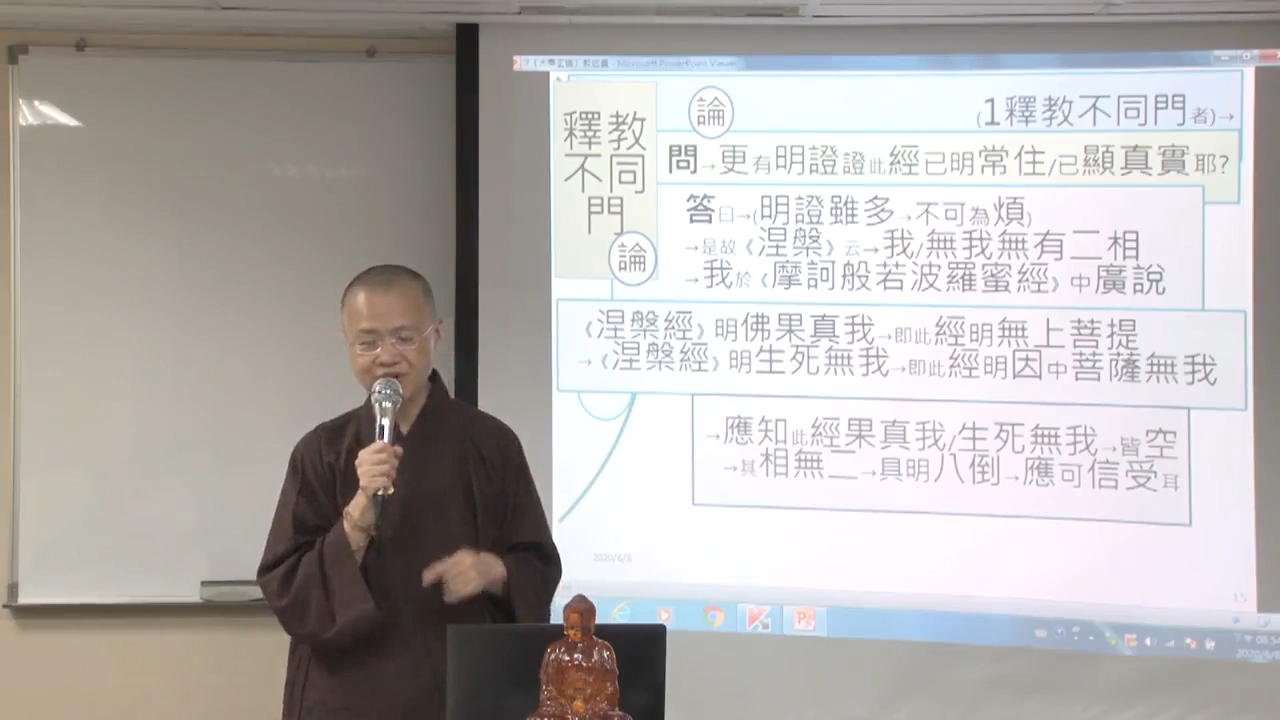 Microsoft PowerPoint Viewer
釋教
不同
門
論
論
(1釋教不同門者)→
問→更有明證證此經已明常住/已顯真實耶?
答曰→(明證雖多→不可為煩)
→是故《涅槃》云→我/無我無有二相
→我於《摩訶般若波羅蜜經》中廣說
《涅槃經》明佛果真我→即此經明無上菩提
→《涅槃經》明生死無我→即此經明因中菩薩無我
→應知此經果真我/生死無我→皆空
→其相無二→具明八倒→應可信受耳
2020/6/8
15